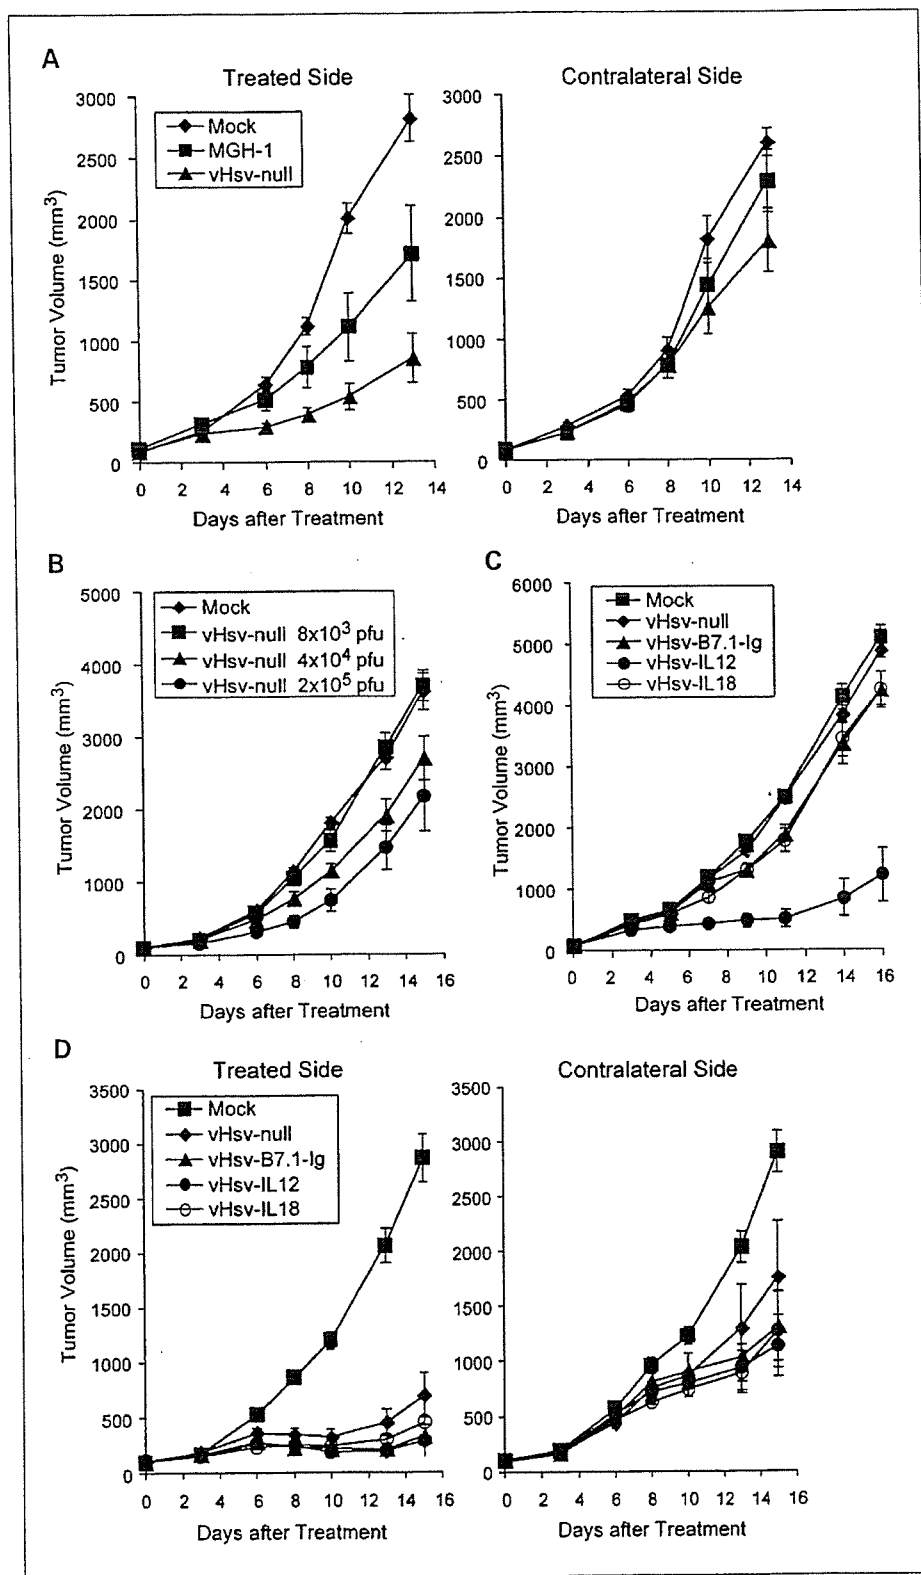 A
Treated Side
Contralateral Side
Tumor Volume (mm3)
3000
2500
2000
1500
1000
500
0
Mock
MGH-1
vHsv-null
0 2 4 6 8 10 12 14
Days after Treatment
3000
2500
2000
1500
1000
500
0
0 2 4 6 8 10 12 14
Days after Treatment
B
Tumor Volume (mm3)
5000
4000
3000
2000
1000
0
Mock
vHsv-null 8x103 pfu
vHsv-null 4x104 pfu
vHsv-null 2x105 pfu
0 2 4 6 8 10 12 14 16
Days after Treatment
C
Tumor Volume (mm3)
6000
5000
4000
3000
2000
1000
0
Mock
vHsv-null
vHsv-B7.1-Ig
vHsv-IL12
vHsv-IL18
0 2 4 6 8 10 12 14 16
Days after Treatment
D
Treated Side
Contralateral Side
Tumor Volume (mm3)
3500
3000
2500
2000
1500
1000
500
0
Mock
vHsv-null
vHsv-B7.1-Ig
vHsv-IL12
vHsv-IL18
0 2 4 6 8 10 12 14 16
Days after Treatment
3500
3000
2500
2000
1500
1000
500
0
0 2 4 6 8 10 12 14 16
Days after Treatment